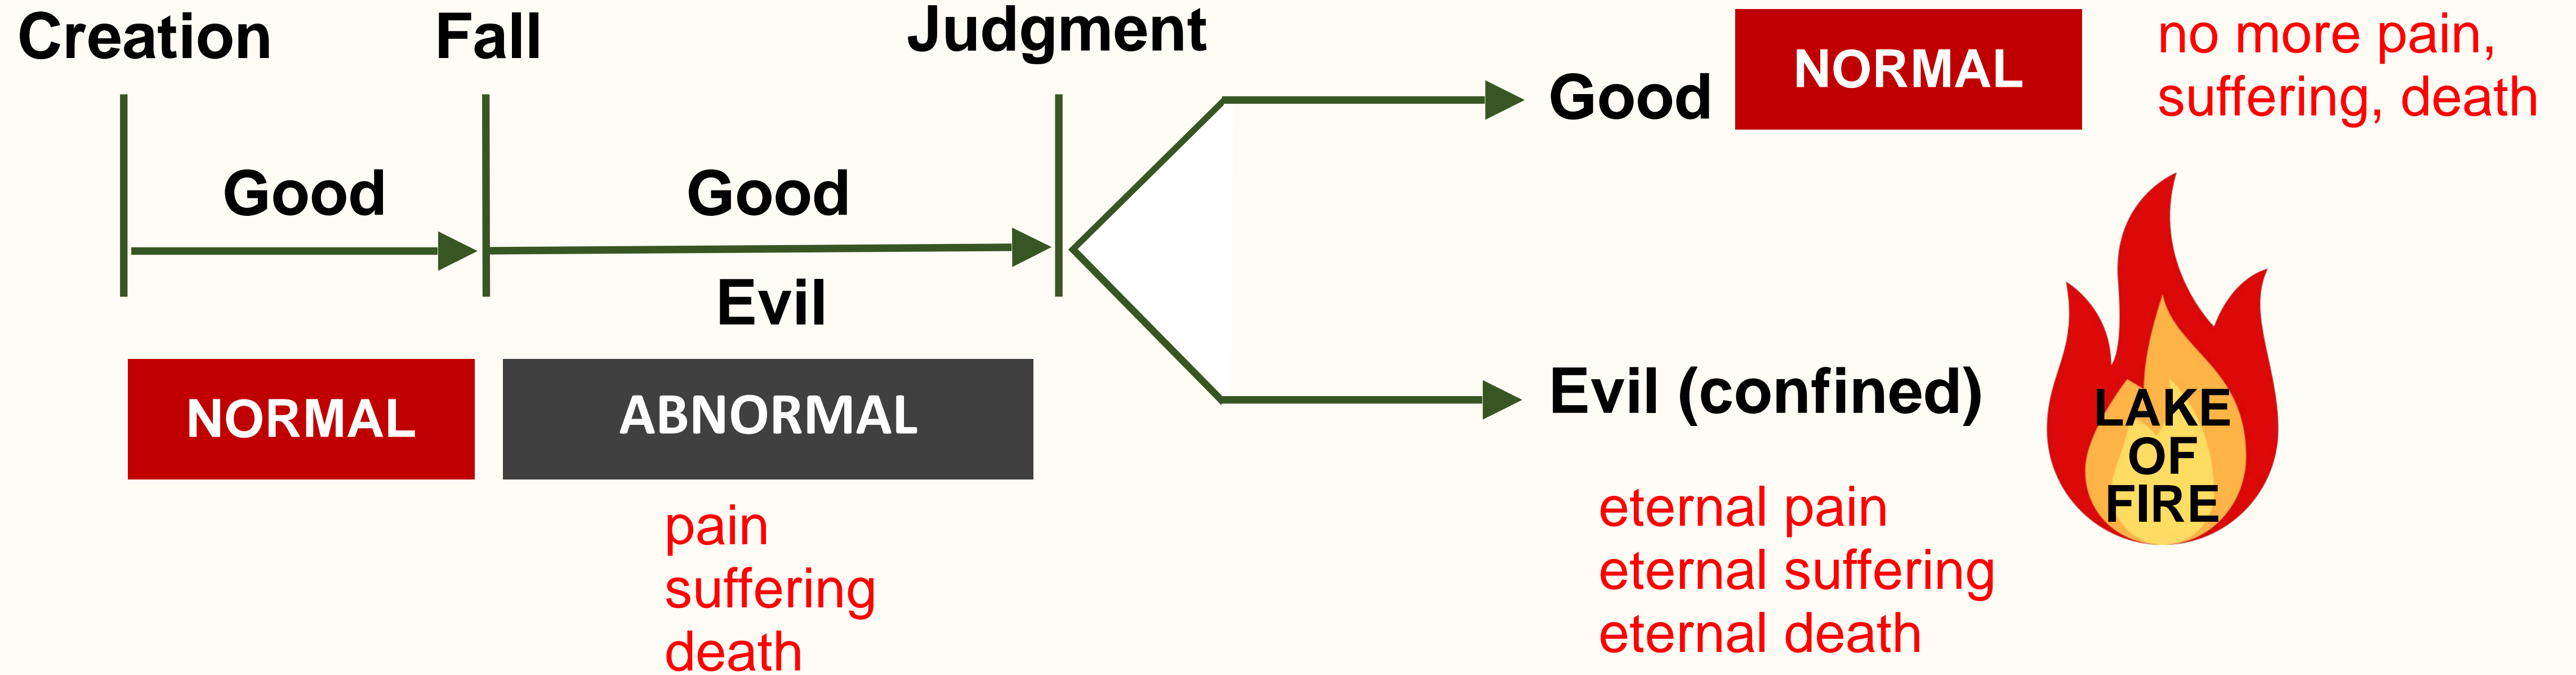 Creation
Fall
Judgment
Good
NORMAL
no more pain,
suffering, death
Good
Good
Evil
NORMAL
ABNORMAL
pain
suffering
death
Evil (confined)
eternal pain
eternal suffering
eternal death
LAKE
OF
FIRE